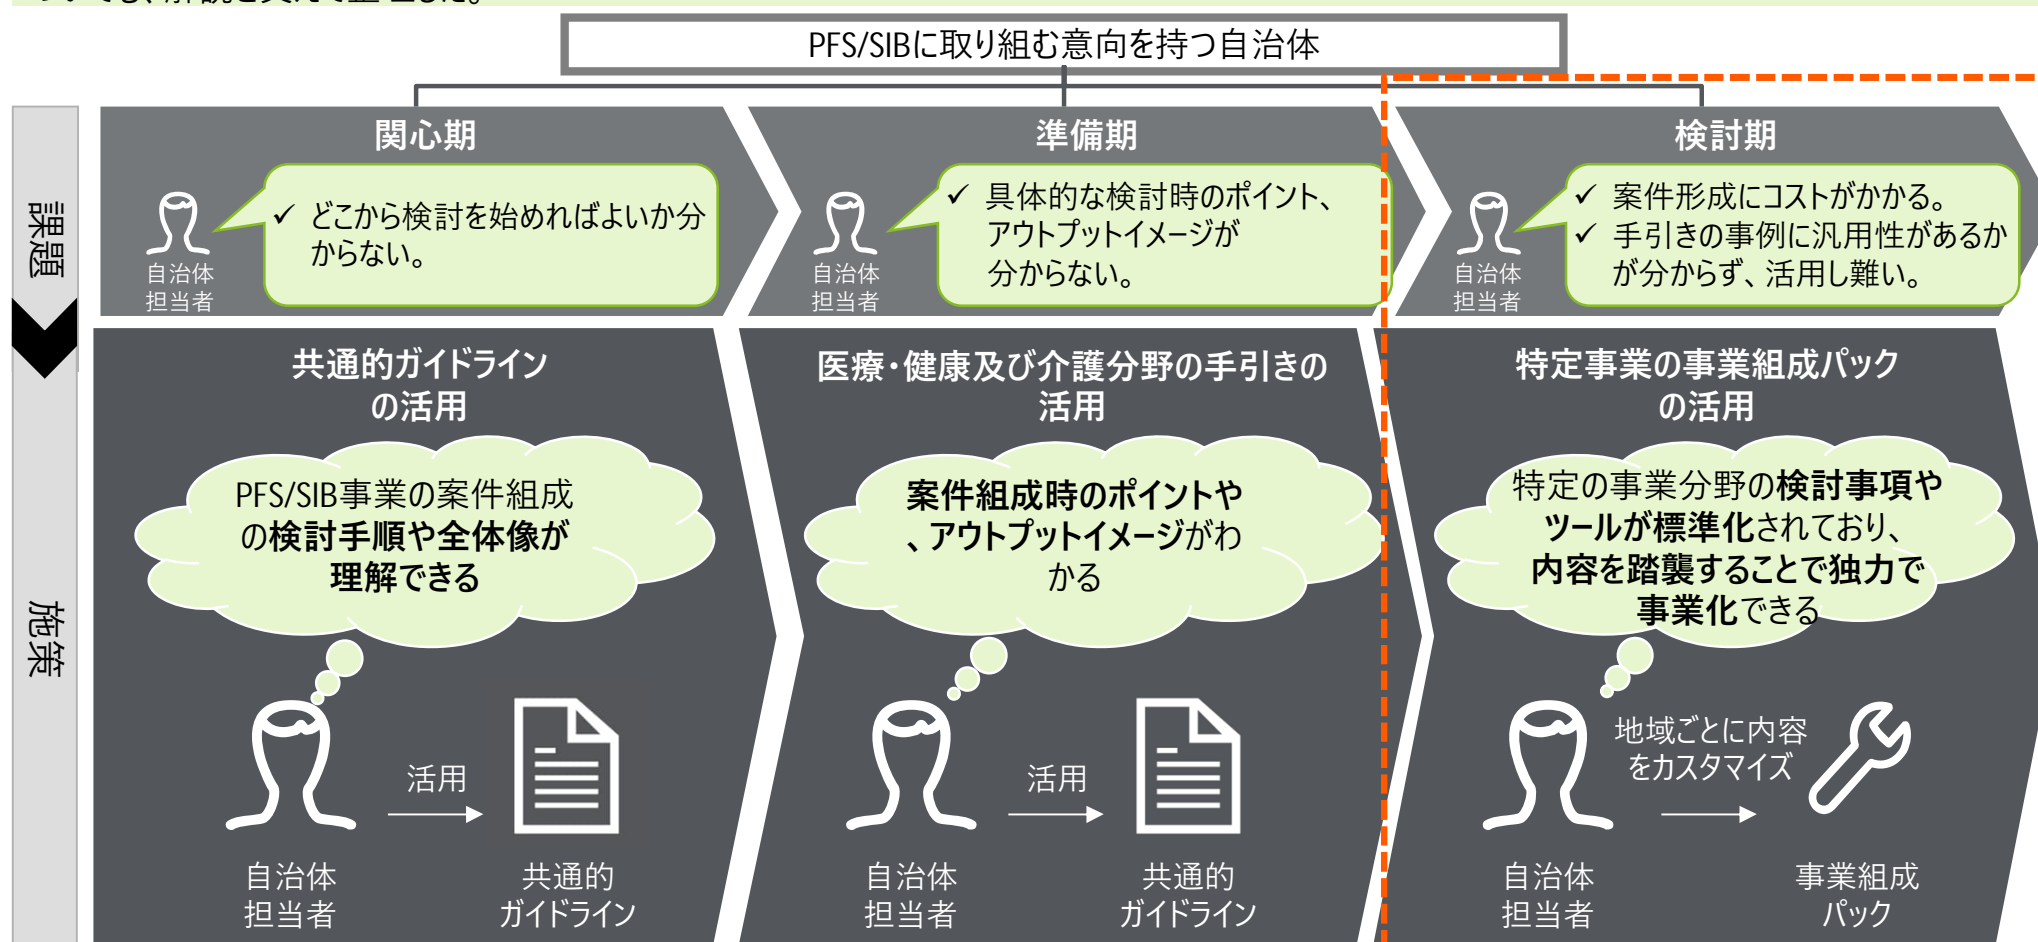 PFS/SIBに取り組む意向を持つ自治体
課題
関心期
自治体
担当者
✓ どこから検討を始めればよいか分
からない。
準備期
自治体
担当者
✓ 具体的な検討時のポイント、
アウトプットイメージが
分からない。
検討期
自治体
担当者
✓ 案件形成にコストがかかる。
✓ 手引きの事例に汎用性があるか
が分からず、活用し難い。
施策
共通的ガイドライン
の活用
PFS/SIB事業の案件組成
の検討手順や全体像が
理解できる
活用
自治体
担当者
共通的
ガイドライン
医療・健康及び介護分野の手引きの
活用
案件組成時のポイントや
、アウトプットイメージがわ
かる
活用
自治体
担当者
共通的
ガイドライン
特定事業の事業組成パック
の活用
特定の事業分野の検討事項や
ツールが標準化されており、
内容を踏襲することで独力で
事業化できる
地域ごとに内容
をカスタマイズ
自治体
担当者
事業組成
パック